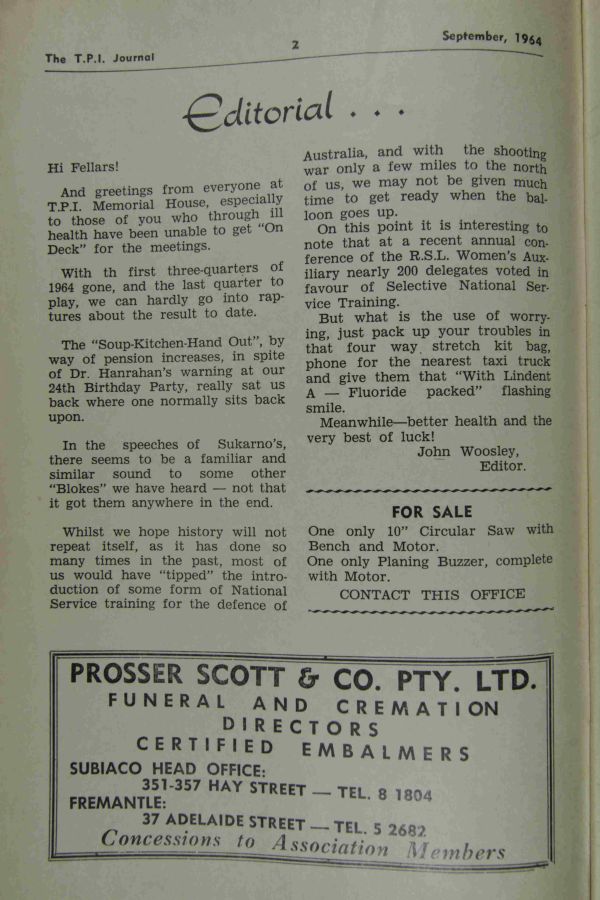 The T.P.I. Journal
2
September, 1964
Editorial . . .
Hi Fellars!
And greetings from everyone at
T.P.I. Memorial House, especially
to those of you who through ill
health have been unable to get "On
Deck" for the meetings.
With th first three-quarters of
1964 gone, and the last quarter to
play, we can hardly go into rap-
tures about the result to date.
The "Soup-Kitchen-Hand Out", by
way of pension increases, in spite
of Dr. Hanrahan's warning at our
24th Birthday Party, really sat us
back where one normally sits back
upon.
In the speeches of Sukarno's,
there seems to be a familiar and
similar sound to some other
"Blokes" we have heard — not that
it got them anywhere in the end.
Whilst we hope history will not
repeat itself, as it has done so
many times in the past, most of
us would have "tipped" the intro-
duction of some form of National
Service training for the defence of
Australia, and with the shooting
war only a few miles to the north
of us, we may not be given much
time to get ready when the bal-
loon goes up.
On this point it is interesting to
note that at a recent annual con-
ference of the R.S.L. Women's Aux-
iliary nearly 200 delegates voted in
favour of Selective National Ser-
vice Training.
But what is the use of worry-
ing, just pack up your troubles in
that four way stretch kit bag,
phone for the nearest taxi truck
and give them that "With Lindent
A — Fluoride packed" flashing
smile.
Meanwhile—better health and the
very best of luck!
John Woosley,
Editor.
FOR SALE
One only 10" Circular Saw with
Bench and Motor.
One only Planing Buzzer, complete
with Motor.
CONTACT THIS OFFICE
PROSSER SCOTT & CO. PTY. LTD.
FUNERAL AND CREMATION
DIRECTORS
CERTIFIED EMBALMERS
SUBIACO HEAD OFFICE:
351-357 HAY STREET — TEL. 8 1804
FREMANTLE:
37 ADELAIDE STREET — TEL. 5 2682
Concessions to Association Members